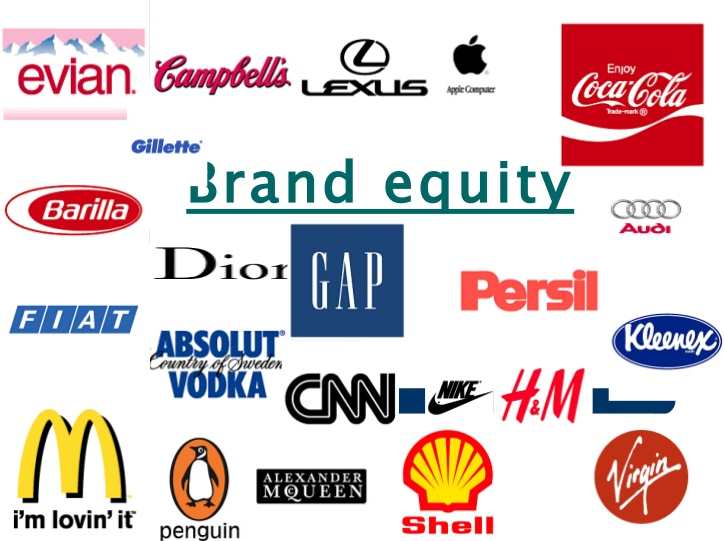 evian.
Campbell's
LEXUS
Apple Computer
Enjoy
Coca-Cola
Trade-mark ®
Gillette®
Brand equity
Barilla
Audi
Dior
GAP
Persil
FIAT
ABSOLUT®
Country of Sweden
VODKA
Kleenex
CNN
NIKE
H&M
i'm lovin' it
penguin
ALEXANDER
McQUEEN
Shell
Virgin